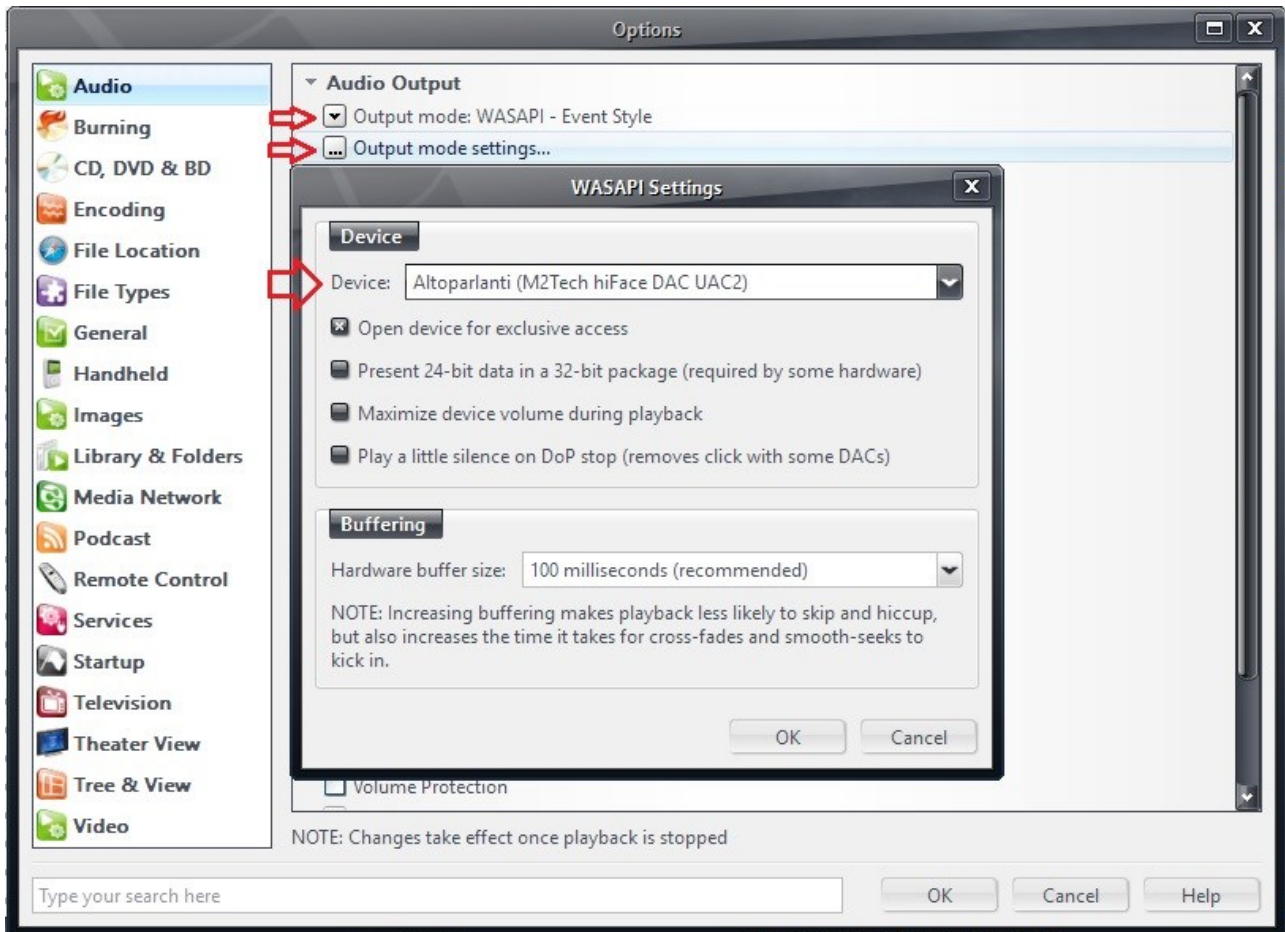 Options
Audio
Burning
CD, DVD & BD
Encoding
File Location
File Types
General
Handheld
Images
Library & Folders
Media Network
Podcast
Remote Control
Services
Startup
Television
Theater View
Tree & View
Video
Audio Output
Output mode: WASAPI - Event Style
... Output mode settings...
WASAPI Settings
Device
Device: Altoparlanti (M2Tech hiFace DAC UAC2)
Open device for exclusive access
Present 24-bit data in a 32-bit package (required by some hardware)
Maximize device volume during playback
Play a little silence on DoP stop (removes click with some DACs)
Buffering
Hardware buffer size: 100 milliseconds (recommended)
NOTE: Increasing buffering makes playback less likely to skip and hiccup,
but also increases the time it takes for cross-fades and smooth-seeks to
kick in.
OK Cancel
Volume Protection
NOTE: Changes take effect once playback is stopped
Type your search here
OK Cancel Help